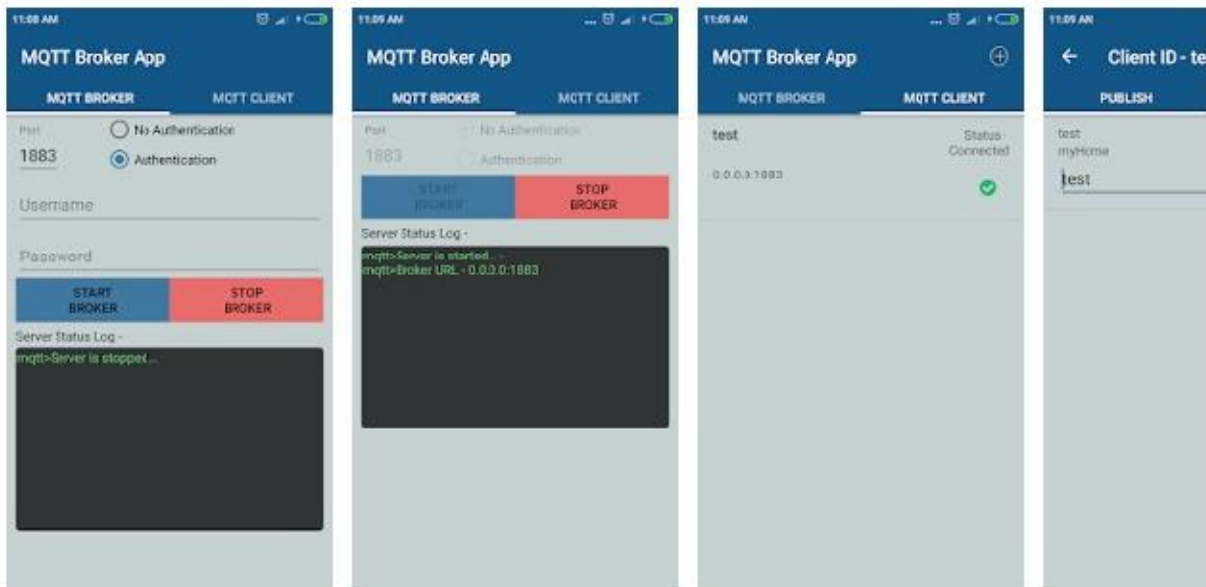 11:08 AM
MQTT Broker App
MQTT BROKER
MQTT CLIENT
Port
No Authentication
1883
Authentication
Username
Password
START
BROKER
STOP
BROKER
Server Status Log -
mqtt>Server is stopped...
11:09 AM
...
MQTT Broker App
MQTT BROKER
MQTT CLIENT
Port
No Authentication
1883
Authentication
START
BROKER
STOP
BROKER
Server Status Log -
mqtt>Server is started...
mqtt>Broker URL - 0.0.0.0:1883
11:09 AM
...
MQTT Broker App
MQTT BROKER
MQTT CLIENT
test
Status
Connected
0.0.0.0:1883
11:09 AM
Client ID - te
PUBLISH
test
myHome
test